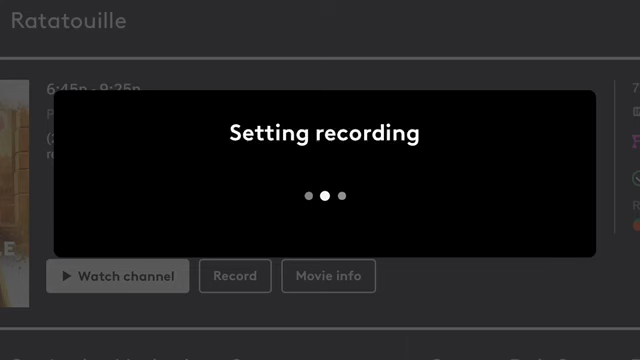 Ratatouille
6:45p - 9:25p
Setting recording
Watch channel
Record
Movie info